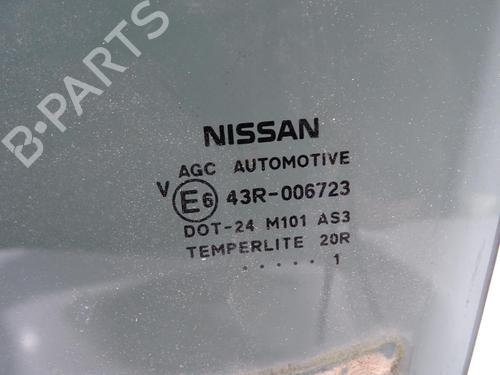 B-PARTS
NISSAN
AGC AUTOMOTIVE
V E6 43R-006723
DOT-24 M101 AS3
TEMPERLITE 20R
. . . . . 1